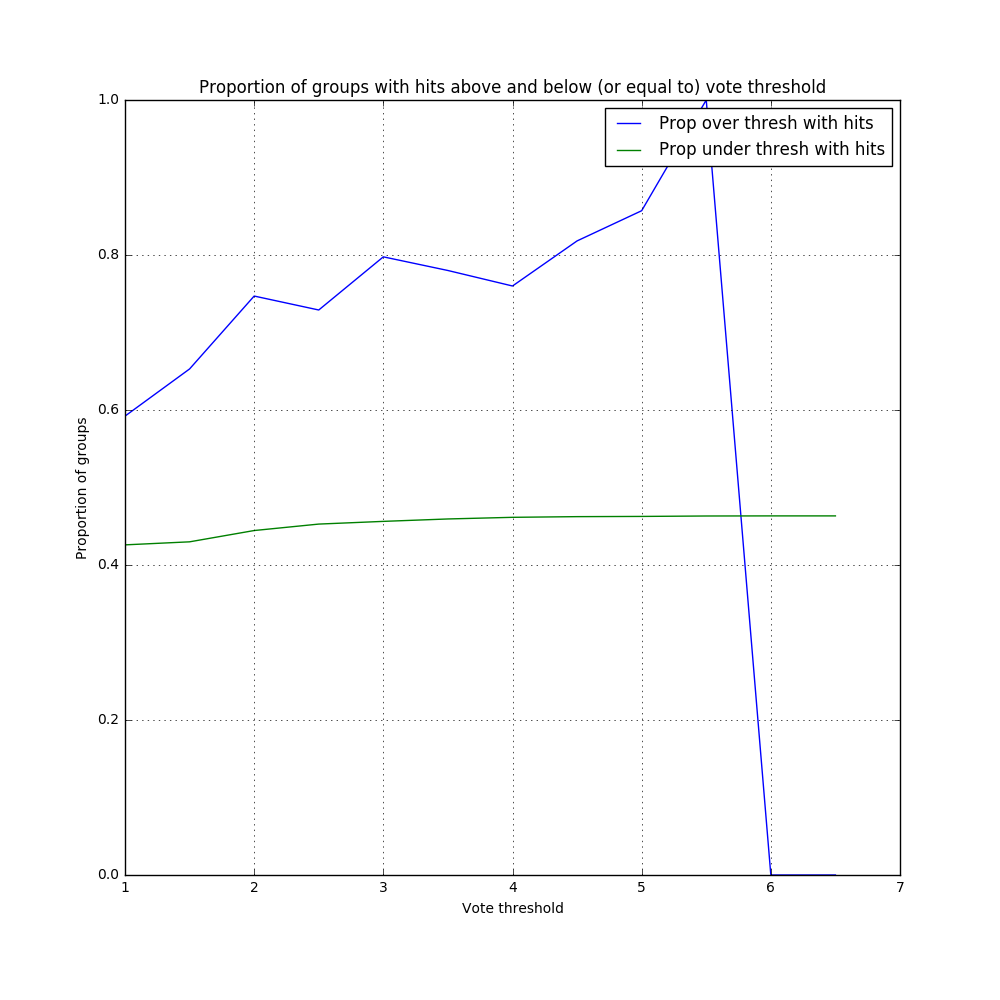 Proportion of groups with hits above and below (or equal to) vote threshold
Prop over thresh with hits
Prop under thresh with hits
1.0
0.8
0.6
0.4
0.2
0.0
Proportion of groups
1 2 3 4 5 6 7
Vote threshold